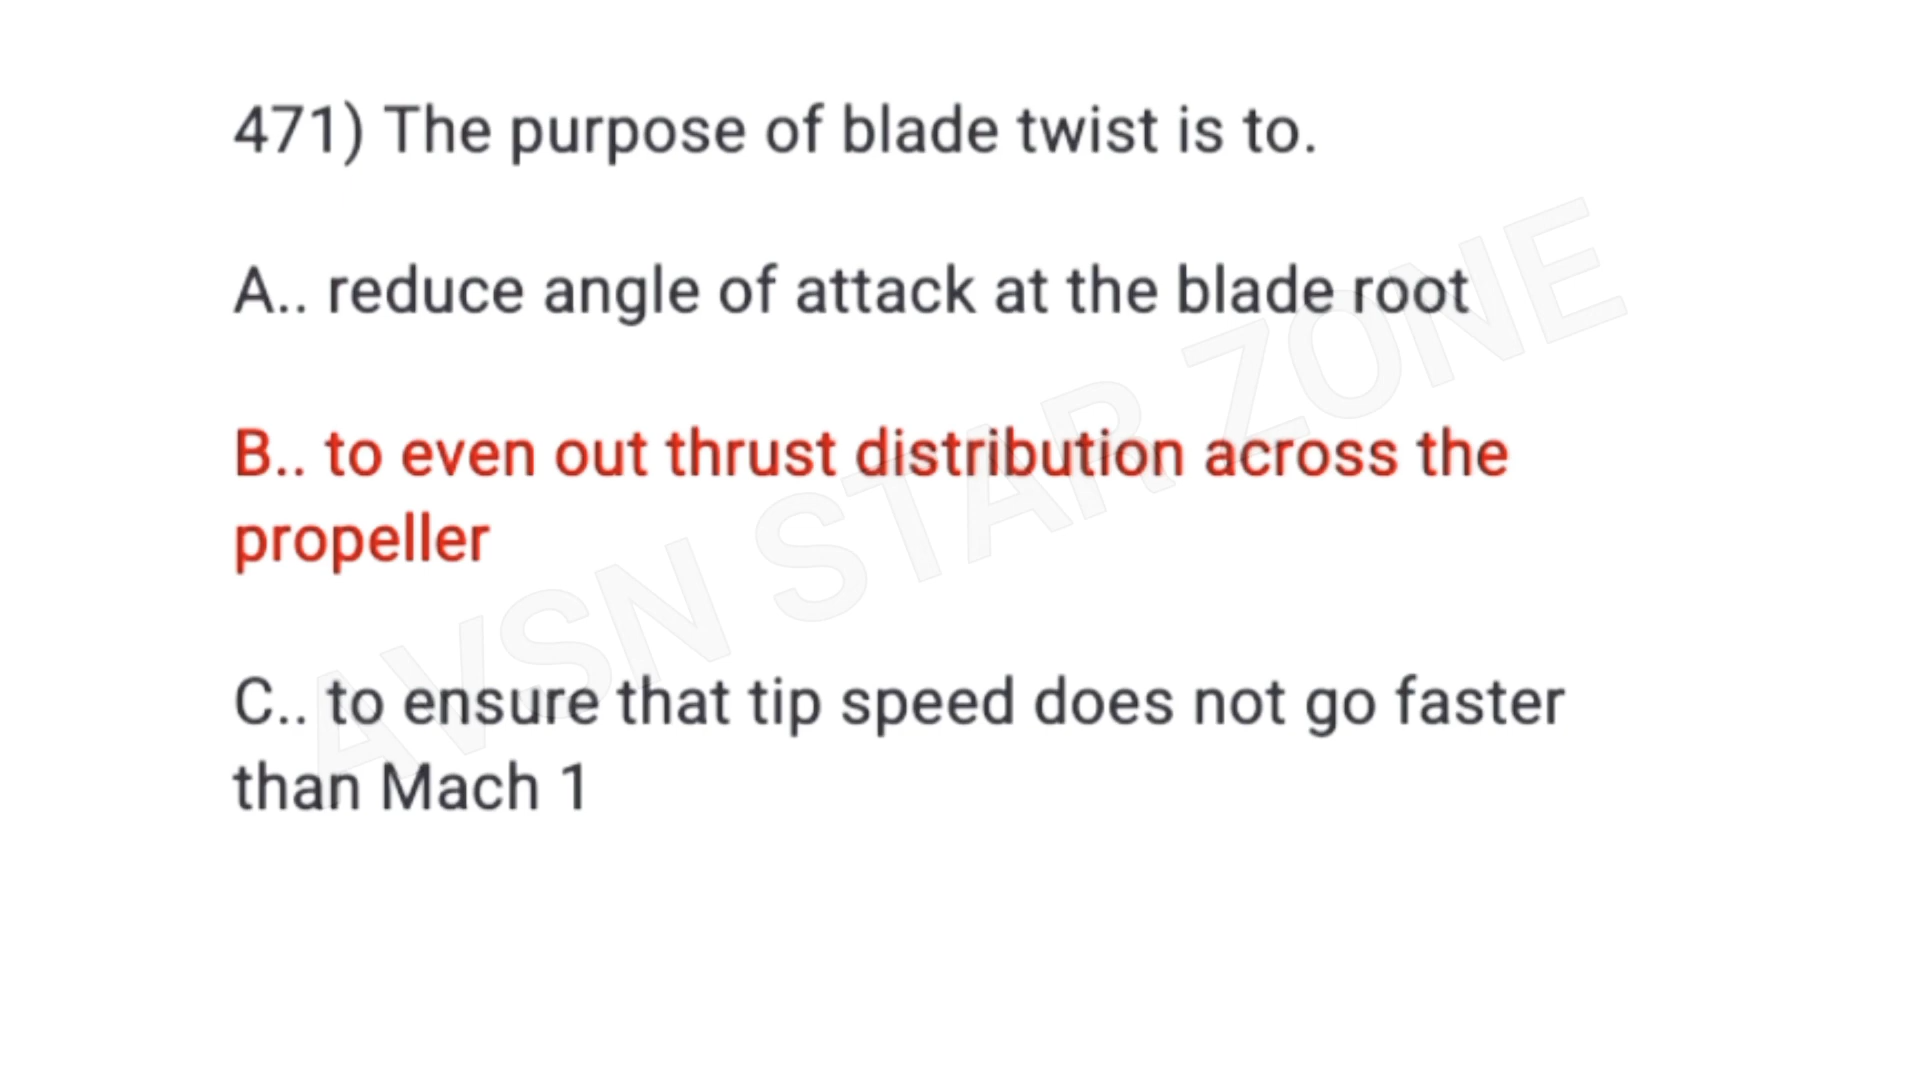 471) The purpose of blade twist is to.
A.. reduce angle of attack at the blade root
B.. to even out thrust distribution across the
propeller
C.. to ensure that tip speed does not go faster
than Mach 1
AVSN STAR ZONE